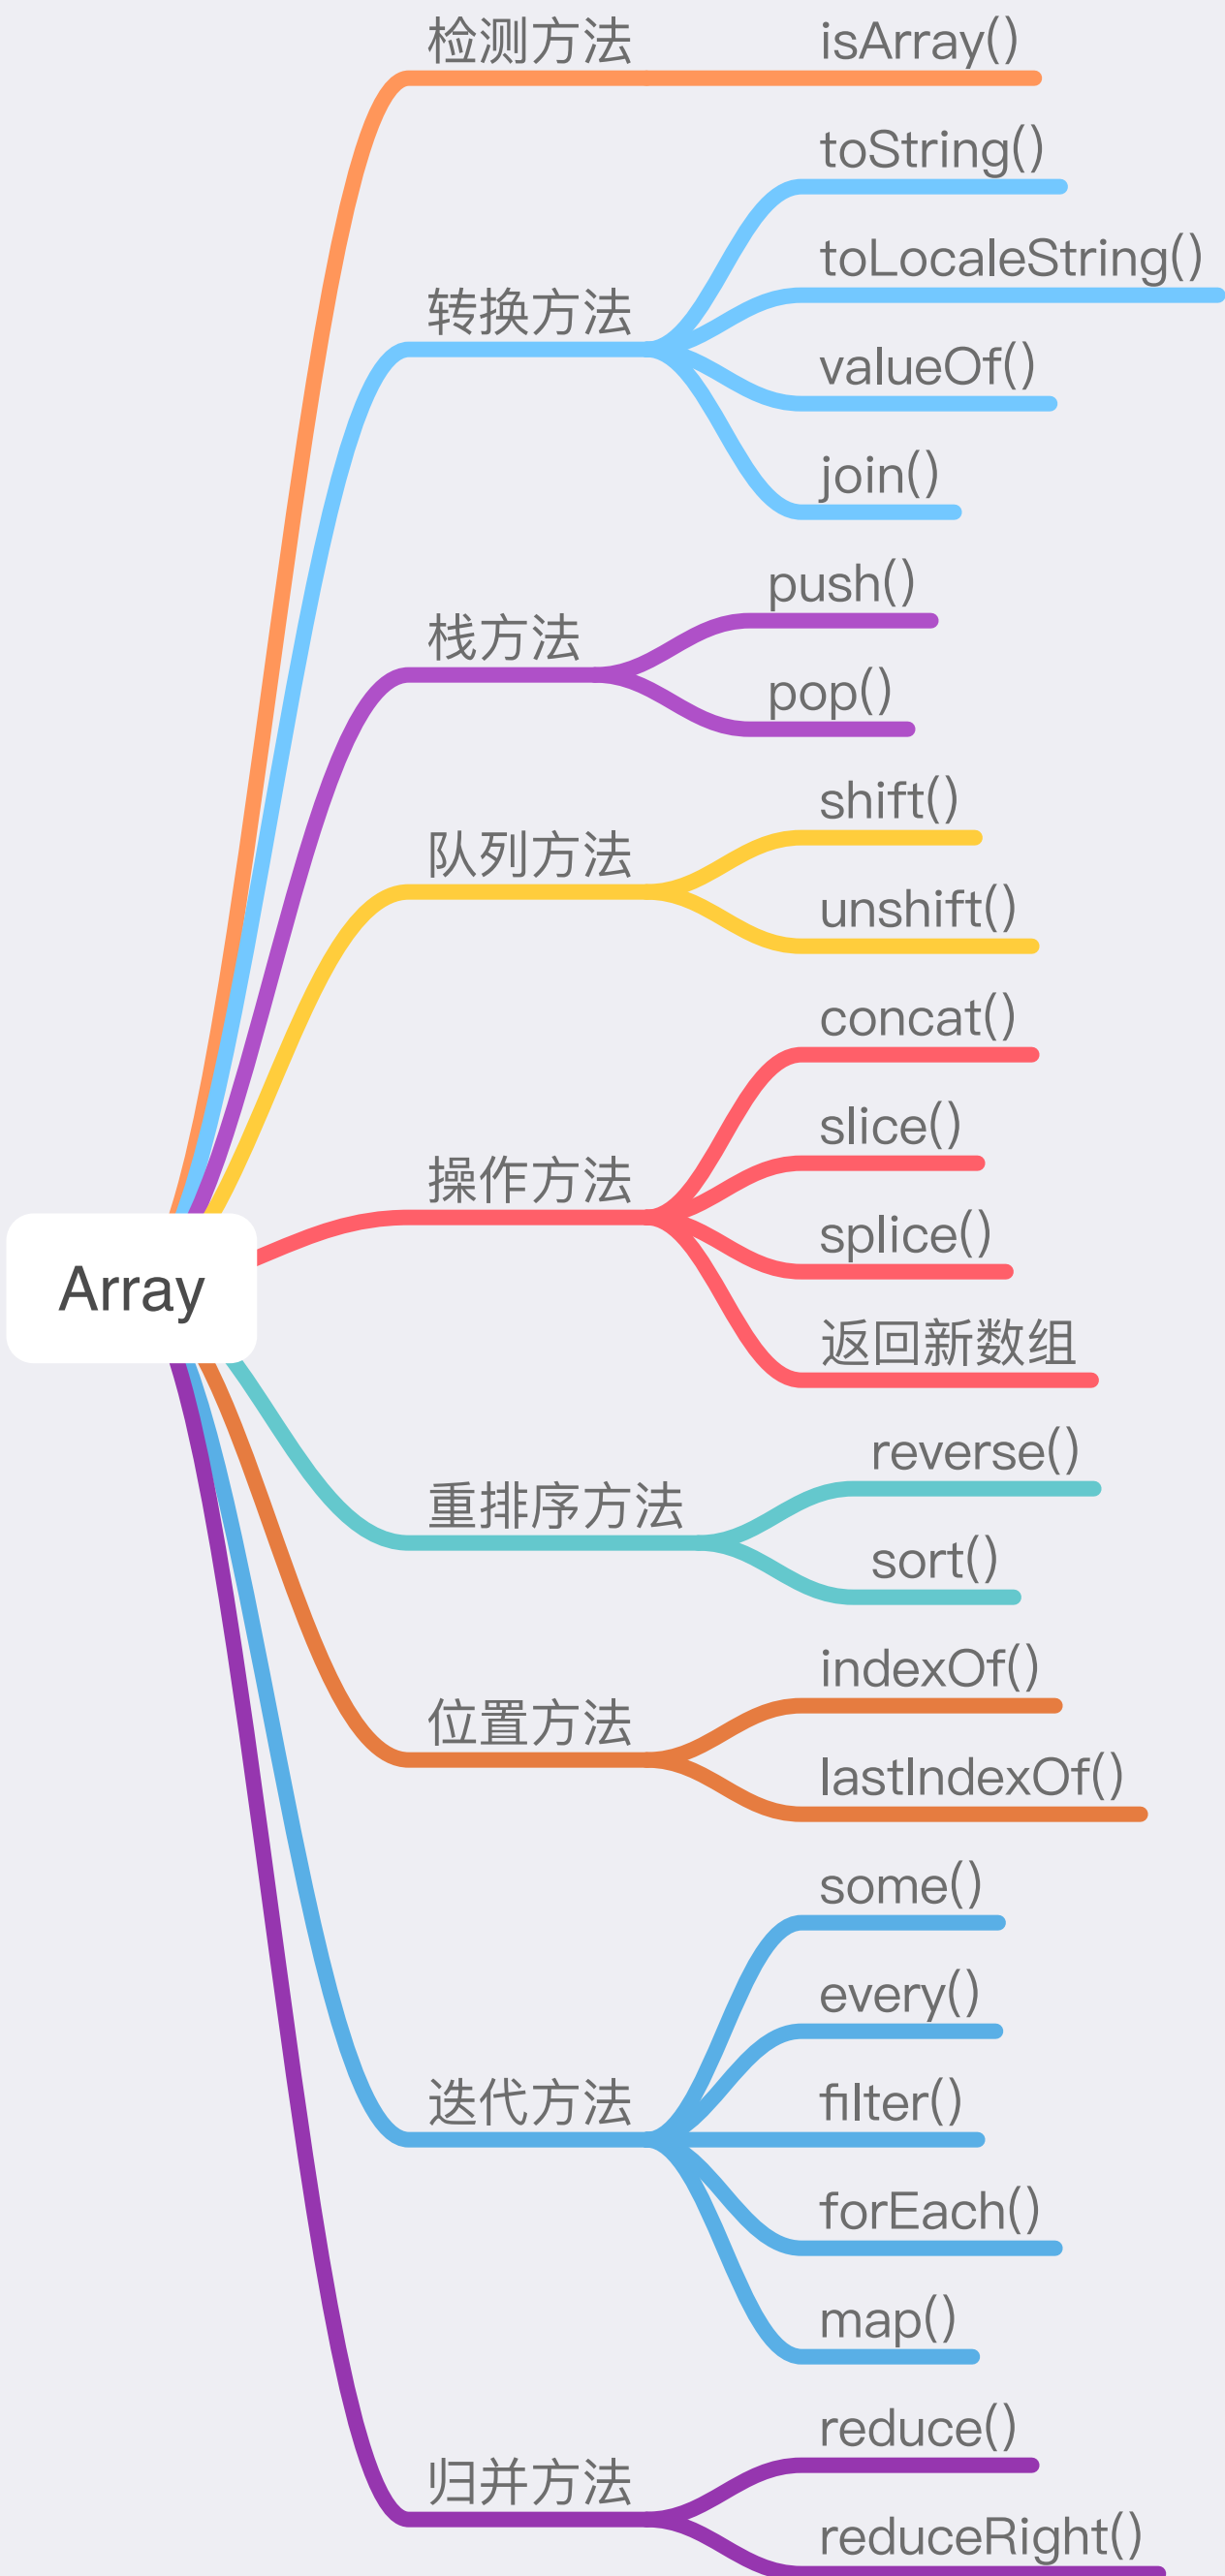 Array
检测方法
isArray()
转换方法
toString()
toLocaleString()
valueOf()
join()
栈方法
push()
pop()
队列方法
shift()
unshift()
操作方法
concat()
slice()
splice()
返回新数组
重排序方法
reverse()
sort()
位置方法
indexOf()
lastIndexOf()
迭代方法
some()
every()
filter()
forEach()
map()
归并方法
reduce()
reduceRight()